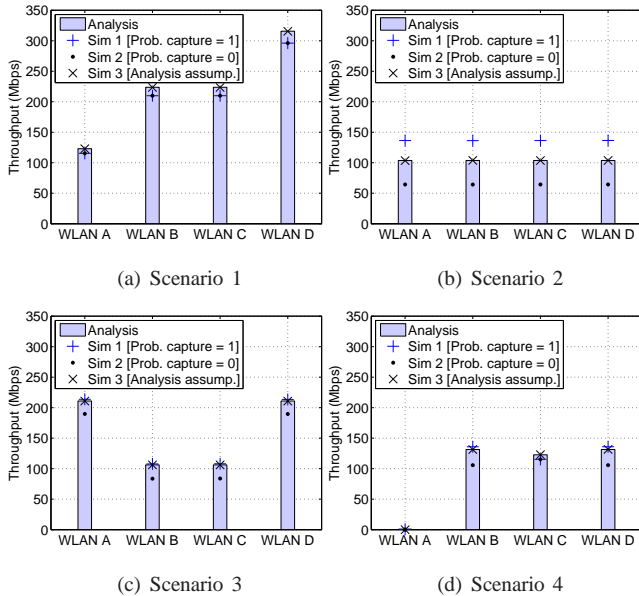 350
300
250
200
150
100
50
0
Throughput (Mbps)
Analysis
Sim 1 [Prob. capture = 1]
Sim 2 [Prob. capture = 0]
Sim 3 [Analysis assump.]
WLAN A WLAN B WLAN C WLAN D
(a) Scenario 1
350
300
250
200
150
100
50
0
Throughput (Mbps)
Analysis
Sim 1 [Prob. capture = 1]
Sim 2 [Prob. capture = 0]
Sim 3 [Analysis assump.]
WLAN A WLAN B WLAN C WLAN D
(b) Scenario 2
350
300
250
200
150
100
50
0
Throughput (Mbps)
Analysis
Sim 1 [Prob. capture = 1]
Sim 2 [Prob. capture = 0]
Sim 3 [Analysis assump.]
WLAN A WLAN B WLAN C WLAN D
(c) Scenario 3
350
300
250
200
150
100
50
0
Throughput (Mbps)
Analysis
Sim 1 [Prob. capture = 1]
Sim 2 [Prob. capture = 0]
Sim 3 [Analysis assump.]
WLAN A WLAN B WLAN C WLAN D
(d) Scenario 4